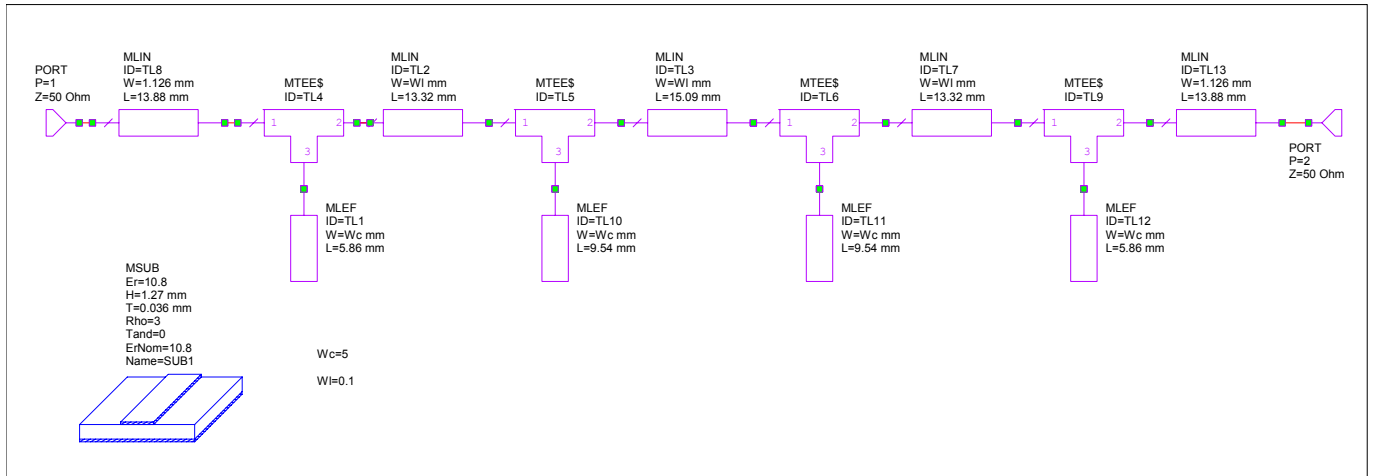 PORT
P=1
Z=50 Ohm
MLIN
ID=TL8
W=1.126 mm
L=13.88 mm
MTEE$
ID=TL4
1
2
3
MLIN
ID=TL2
W=Wl mm
L=13.32 mm
MTEE$
ID=TL5
1
2
3
MLIN
ID=TL3
W=Wl mm
L=15.09 mm
MTEE$
ID=TL6
1
2
3
MLIN
ID=TL7
W=Wl mm
L=13.32 mm
MTEE$
ID=TL9
1
2
3
MLIN
ID=TL13
W=1.126 mm
L=13.88 mm
PORT
P=2
Z=50 Ohm
MLEF
ID=TL1
W=Wc mm
L=5.86 mm
MLEF
ID=TL10
W=Wc mm
L=9.54 mm
MLEF
ID=TL11
W=Wc mm
L=9.54 mm
MLEF
ID=TL12
W=Wc mm
L=5.86 mm
MSUB
Er=10.8
H=1.27 mm
T=0.036 mm
Rho=3
Tand=0
ErNom=10.8
Name=SUB1
Wc=5
Wl=0.1